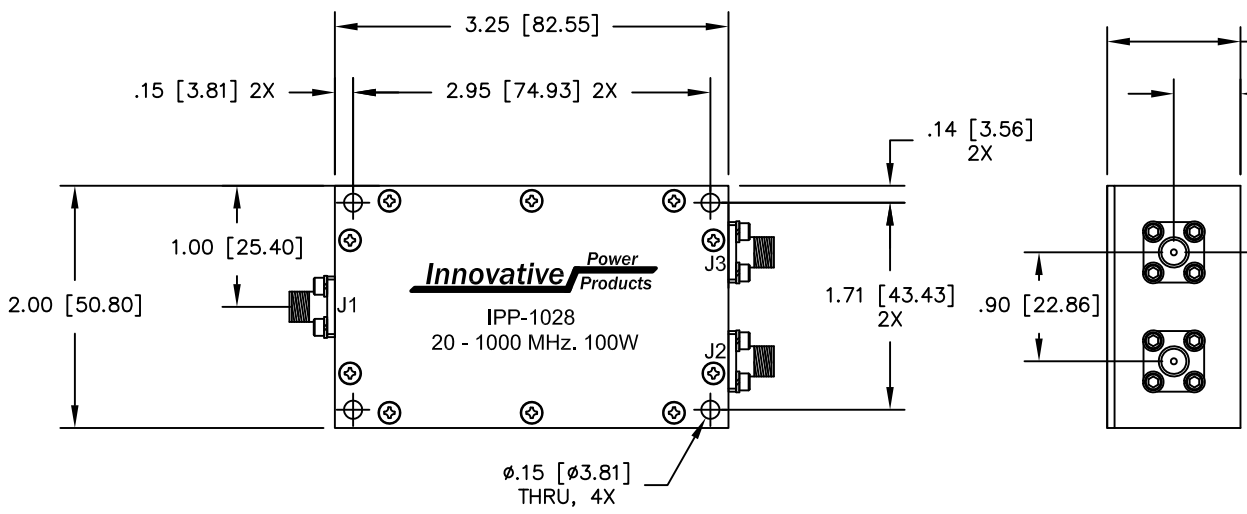 3.25 [82.55]
.15 [3.81] 2X
2.95 [74.93] 2X
.14 [3.56]
2X
1.00 [25.40]
2.00 [50.80]
J1
Innovative Power
Products
IPP-1028
20 - 1000 MHz. 100W
J3
J2
1.71 [43.43]
2X
.90 [22.86]
ø.15 [ø3.81]
THRU, 4X